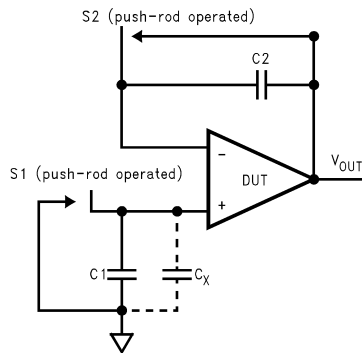 S2 (push-rod operated)
C2
S1 (push-rod operated)
−
DUT
+
VOUT
C1
CX